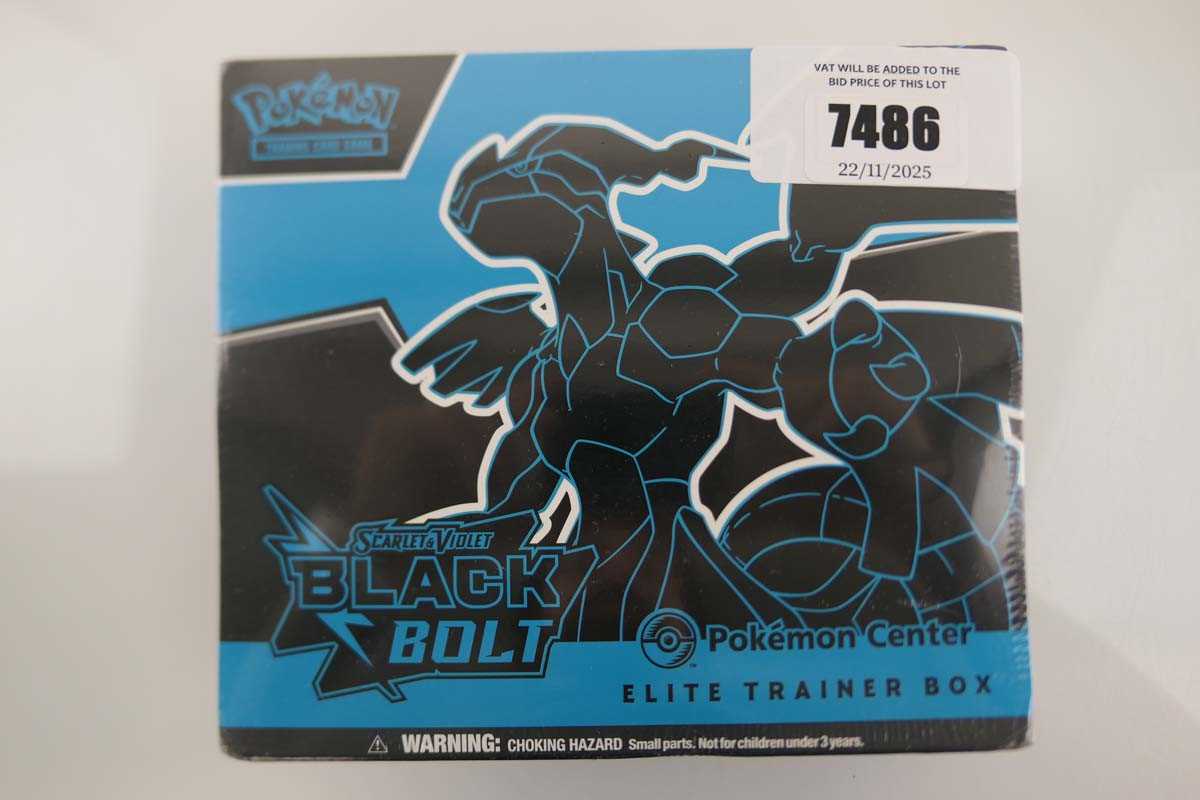 POKéMON
TRADING CARD GAME
VAT WILL BE ADDED TO THE
BID PRICE OF THIS LOT
7486
22/11/2025
SCARLET & VIOLET
BLACK
BOLT
Pokémon Center
TM
ELITE TRAINER BOX
WARNING: CHOKING HAZARD Small parts. Not for children under 3 years.